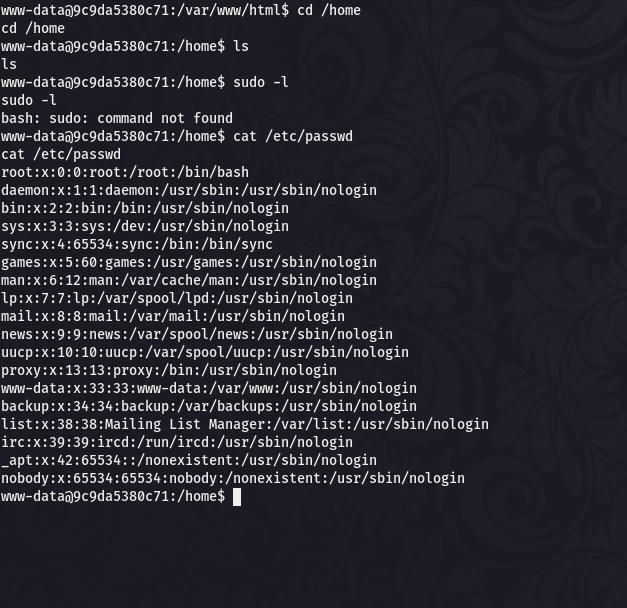 www-data@9c9da5380c71:/var/www/html$ cd /home
cd /home
www-data@9c9da5380c71:/home$ ls
ls
www-data@9c9da5380c71:/home$ sudo -l
sudo -l
bash: sudo: command not found
www-data@9c9da5380c71:/home$ cat /etc/passwd
cat /etc/passwd
root:x:0:0:root:/root:/bin/bash
daemon:x:1:1:daemon:/usr/sbin:/usr/sbin/nologin
bin:x:2:2:bin:/bin:/usr/sbin/nologin
sys:x:3:3:sys:/dev:/usr/sbin/nologin
sync:x:4:65534:sync:/bin:/bin/sync
games:x:5:60:games:/usr/games:/usr/sbin/nologin
man:x:6:12:man:/var/cache/man:/usr/sbin/nologin
lp:x:7:7:lp:/var/spool/lpd:/usr/sbin/nologin
mail:x:8:8:mail:/var/mail:/usr/sbin/nologin
news:x:9:9:news:/var/spool/news:/usr/sbin/nologin
uucp:x:10:10:uucp:/var/spool/uucp:/usr/sbin/nologin
proxy:x:13:13:proxy:/bin:/usr/sbin/nologin
www-data:x:33:33:www-data:/var/www:/usr/sbin/nologin
backup:x:34:34:backup:/var/backups:/usr/sbin/nologin
list:x:38:38:Mailing List Manager:/var/list:/usr/sbin/nologin
irc:x:39:39:ircd:/run/ircd:/usr/sbin/nologin
_apt:x:42:65534::/nonexistent:/usr/sbin/nologin
nobody:x:65534:65534:nobody:/nonexistent:/usr/sbin/nologin
www-data@9c9da5380c71:/home$